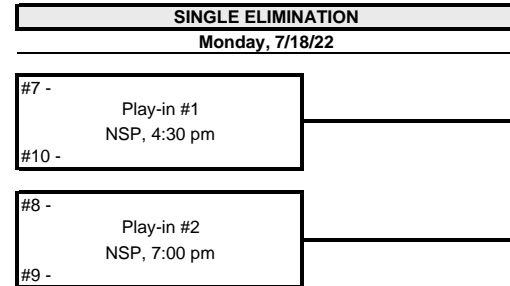 SINGLE ELIMINATION
Monday, 7/18/22
#7 -
Play-in #1
NSP, 4:30 pm
#10 -
#8 -
Play-in #2
NSP, 7:00 pm
#9 -